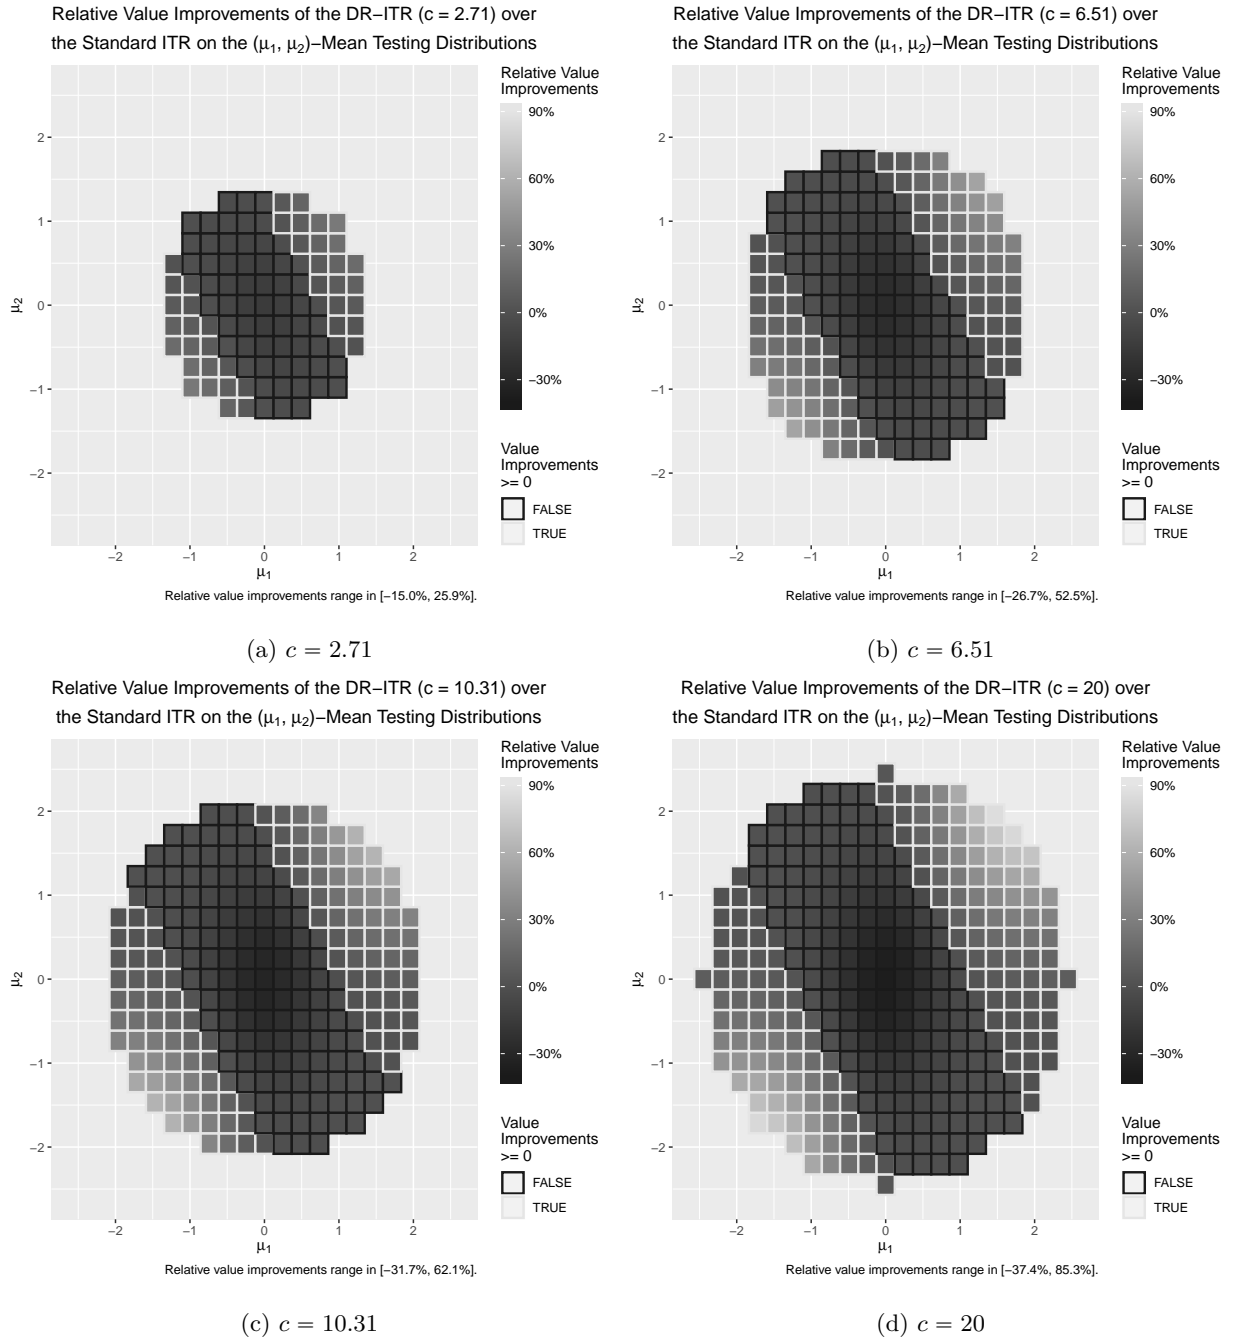 Relative Value Improvements of the DR−ITR (c = 2.71) over
the Standard ITR on the (μ1, μ2)−Mean Testing Distributions
Relative Value
Improvements
90%
60%
30%
0%
−30%
Value
Improvements
>= 0
FALSE
TRUE
μ2
2
1
0
−1
−2
−2
−1
0
1
2
μ1
Relative value improvements range in [−15.0%, 25.9%].
(a) c = 2.71
Relative Value Improvements of the DR−ITR (c = 6.51) over
the Standard ITR on the (μ1, μ2)−Mean Testing Distributions
Relative Value
Improvements
90%
60%
30%
0%
−30%
Value
Improvements
>= 0
FALSE
TRUE
μ2
2
1
0
−1
−2
−2
−1
0
1
2
μ1
Relative value improvements range in [−26.7%, 52.5%].
(b) c = 6.51
Relative Value Improvements of the DR−ITR (c = 10.31) over
the Standard ITR on the (μ1, μ2)−Mean Testing Distributions
Relative Value
Improvements
90%
60%
30%
0%
−30%
Value
Improvements
>= 0
FALSE
TRUE
μ2
2
1
0
−1
−2
−2
−1
0
1
2
μ1
Relative value improvements range in [−31.7%, 62.1%].
(c) c = 10.31
Relative Value Improvements of the DR−ITR (c = 20) over
the Standard ITR on the (μ1, μ2)−Mean Testing Distributions
Relative Value
Improvements
90%
60%
30%
0%
−30%
Value
Improvements
>= 0
FALSE
TRUE
μ2
2
1
0
−1
−2
−2
−1
0
1
2
μ1
Relative value improvements range in [−37.4%, 85.3%].
(d) c = 20